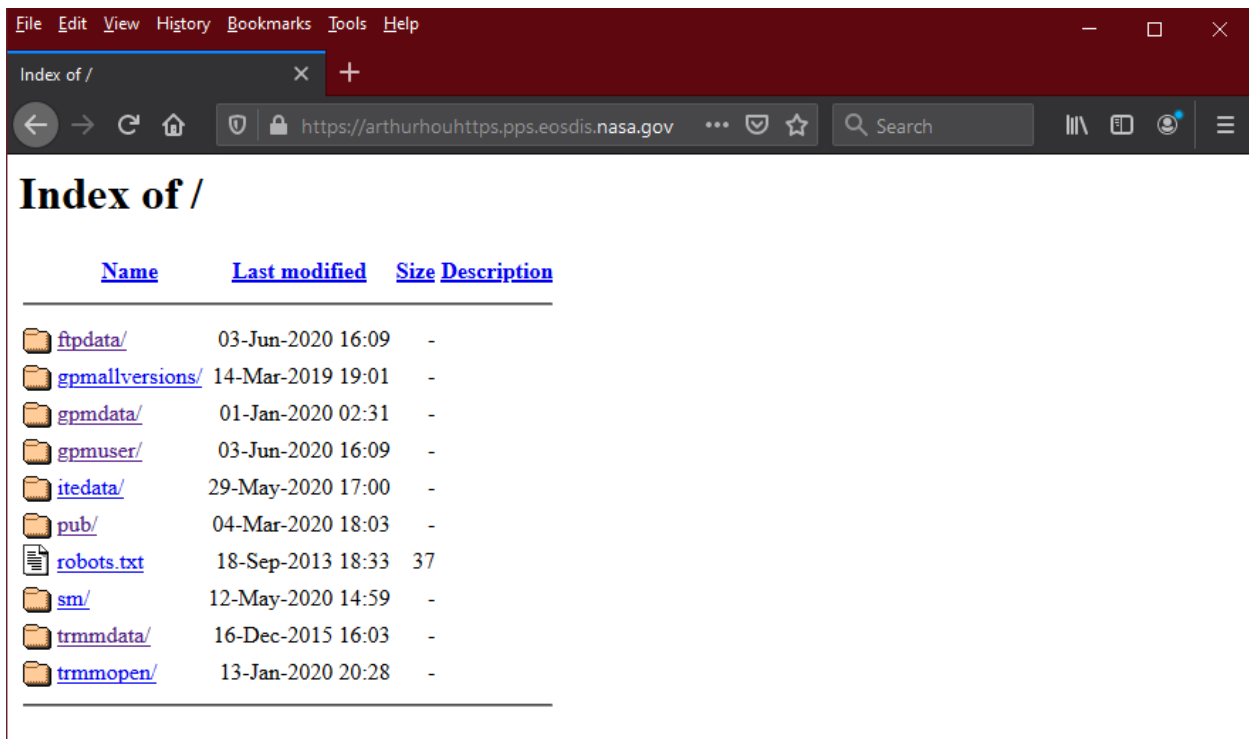 File Edit View History Bookmarks Tools Help
Index of /
https://arthurhouhttps.pps.eosdis.nasa.gov Search
Index of /
Name Last modified Size Description
ftpdata/ 03-Jun-2020 16:09 -
gpmallversions/ 14-Mar-2019 19:01 -
gpmdata/ 01-Jan-2020 02:31 -
gpmuser/ 03-Jun-2020 16:09 -
itedata/ 29-May-2020 17:00 -
pub/ 04-Mar-2020 18:03 -
robots.txt 18-Sep-2013 18:33 37
sm/ 12-May-2020 14:59 -
trmmdata/ 16-Dec-2015 16:03 -
trmmopen/ 13-Jan-2020 20:28 -